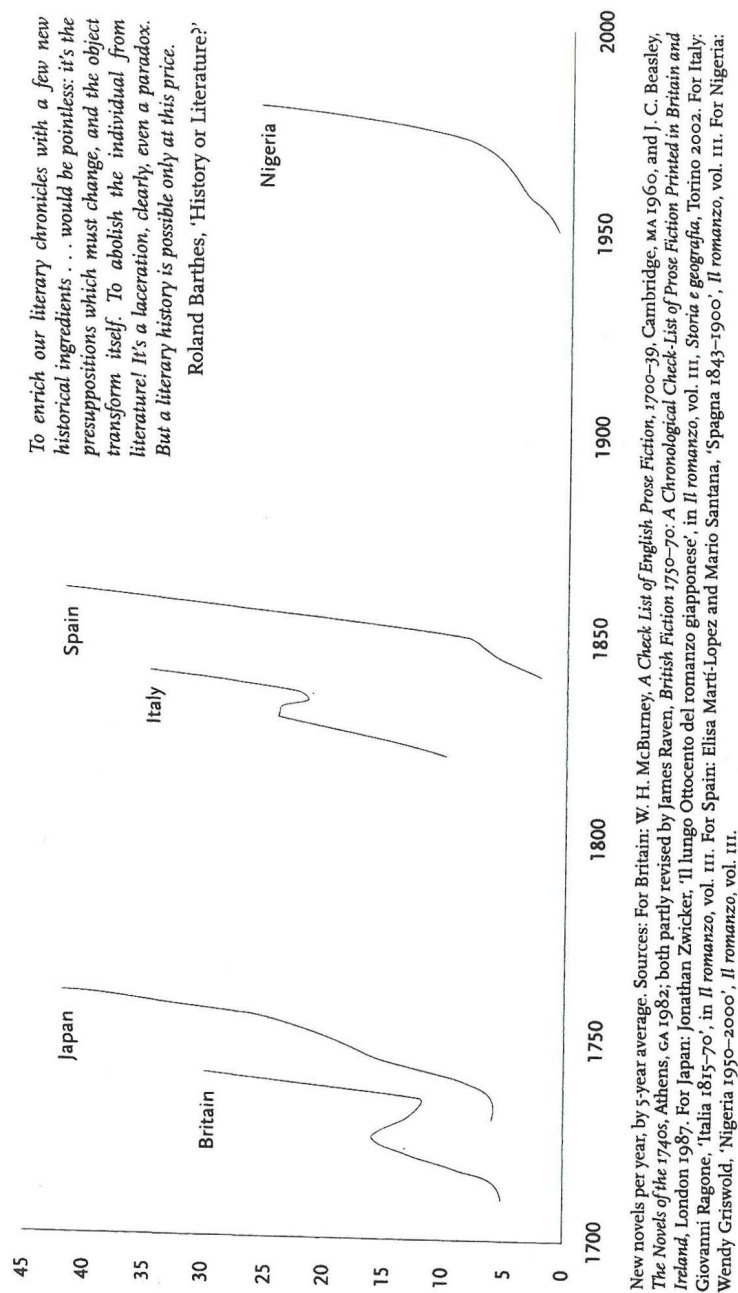 To enrich our literary chronicles with a few new
historical ingredients . . . would be pointless: it's the
presuppositions which must change, and the object
transform itself. To abolish the individual from
literature! It's a laceration, clearly, even a paradox.
But a literary history is possible only at this price.
Roland Barthes, 'History or Literature?'
45
40
35
30
25
20
15
10
5
0
Britain
Japan
Italy
Spain
Nigeria
1700
1750
1800
1850
1900
1950
2000
New novels per year, by 5-year average. Sources: For Britain: W. H. McBurney, A Check List of English Prose Fiction, 1700–39, Cambridge, MA 1960, and J. C. Beasley,
The Novels of the 1740s, Athens, GA 1982; both partly revised by James Raven, British Fiction 1750–70: A Chronological Check-List of Prose Fiction Printed in Britain and
Ireland, London 1987. For Japan: Jonathan Zwicker, 'Il lungo Ottocento del romanzo giapponese', in Il romanzo, vol. III, Storia e geografia, Torino 2002. For Italy:
Giovanni Ragone, 'Italia 1815–70', in Il romanzo, vol. III. For Spain: Elisa Martí-Lopez and Mario Santana, 'Spagna 1843–1900', Il romanzo, vol. III. For Nigeria:
Wendy Griswold, 'Nigeria 1950–2000', Il romanzo, vol. III.